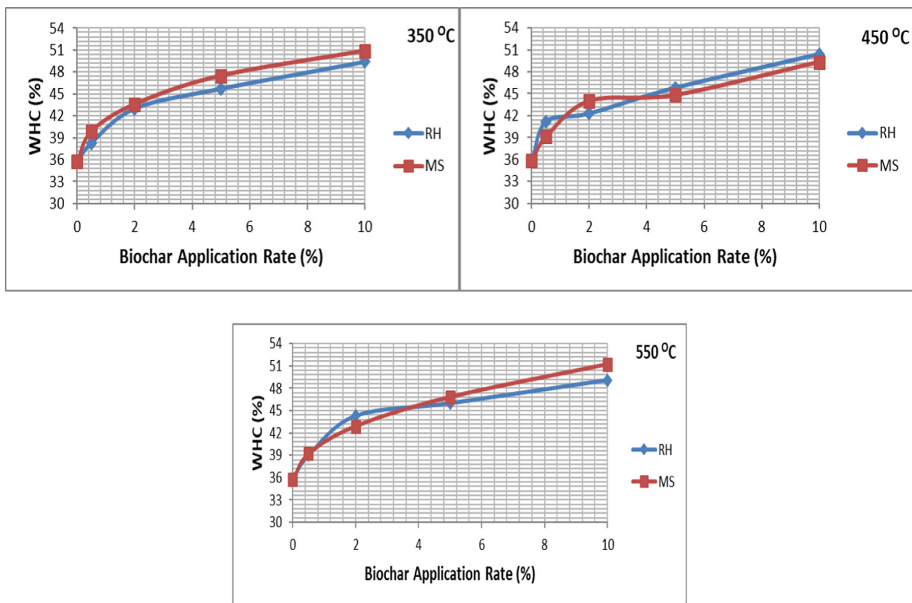 350 ⁰C
54
51
48
45
42
39
36
33
30
WHC (%)
0 2 4 6 8 10
Biochar Application Rate (%)
RH
MS
450 ⁰C
54
51
48
45
42
39
36
33
30
WHC (%)
0 2 4 6 8 10
Biochar Application Rate (%)
RH
MS
550 ⁰C
54
51
48
45
42
39
36
33
30
WHC (%)
0 2 4 6 8 10
Biochar Application Rate (%)
RH
MS